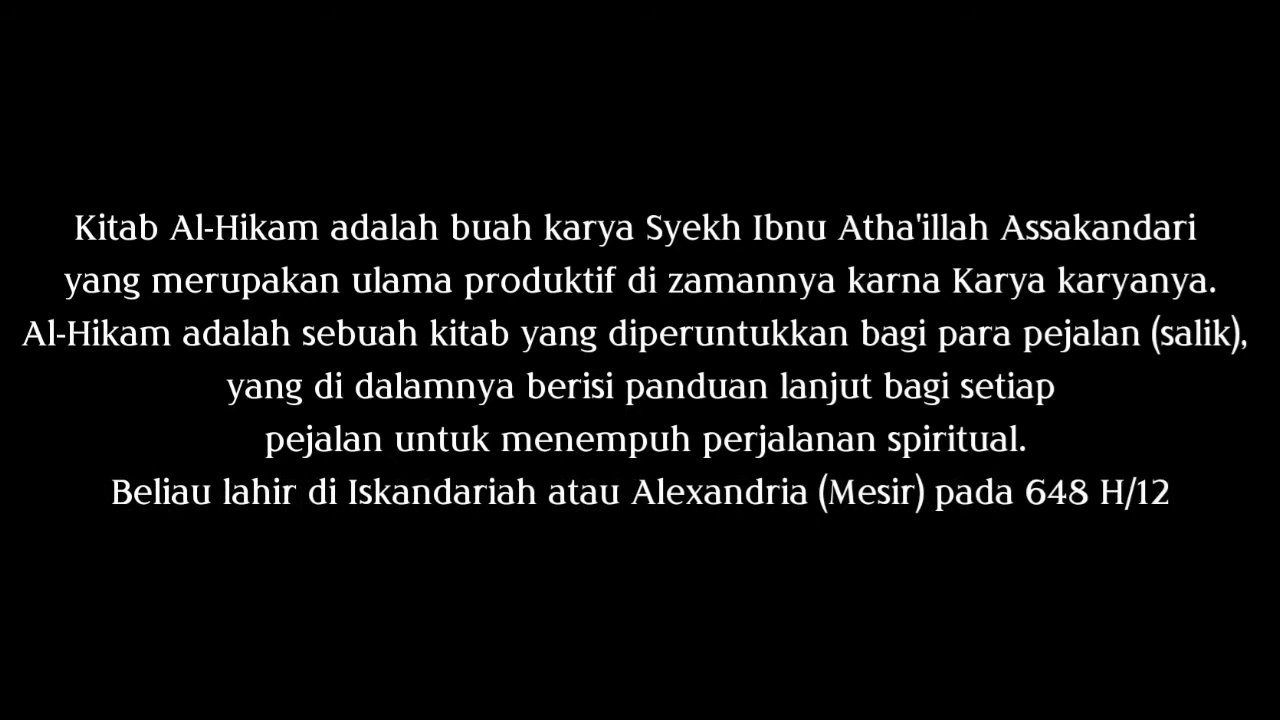 Kitab Al-Hikam adalah buah karya Syekh Ibnu Atha'illah Assakandari
yang merupakan ulama produktif di zamannya karna Karya karyanya.
Al-Hikam adalah sebuah kitab yang diperuntukkan bagi para pejalan (salik),
yang di dalamnya berisi panduan lanjut bagi setiap
pejalan untuk menempuh perjalanan spiritual.
Beliau lahir di Iskandariah atau Alexandria (Mesir) pada 648 H/12